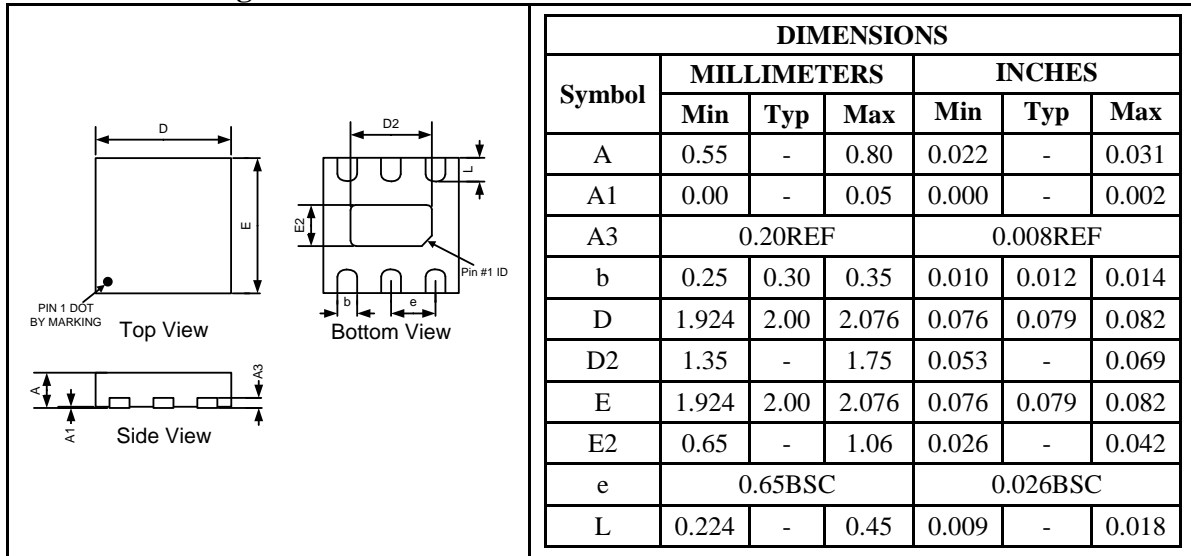 D
E
PIN 1 DOT
BY MARKING
Top View
D2
L
E2
Pin #1 ID
b
e
Bottom View
A
A1
A3
Side View
DIMENSIONS
Symbol MILLIMETERS INCHES
Min Typ Max Min Typ Max
A 0.55 - 0.80 0.022 - 0.031
A1 0.00 - 0.05 0.000 - 0.002
A3 0.20REF 0.008REF
b 0.25 0.30 0.35 0.010 0.012 0.014
D 1.924 2.00 2.076 0.076 0.079 0.082
D2 1.35 - 1.75 0.053 - 0.069
E 1.924 2.00 2.076 0.076 0.079 0.082
E2 0.65 - 1.06 0.026 - 0.042
e 0.65BSC 0.026BSC
L 0.224 - 0.45 0.009 - 0.018